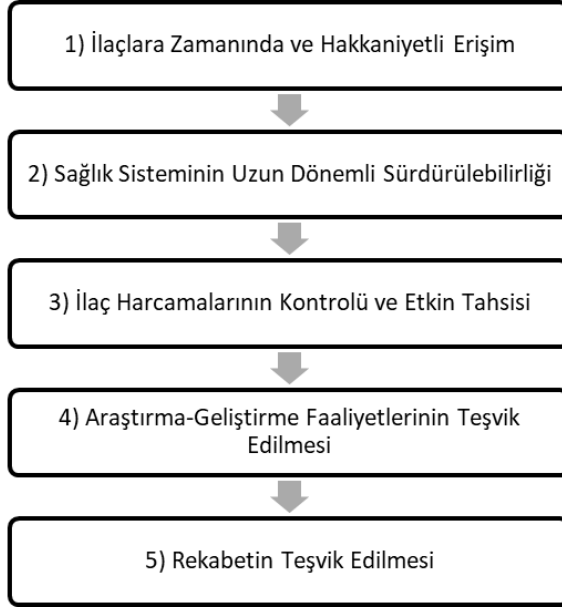 1) İlaçlara Zamanında ve Hakkaniyetli Erişim
2) Sağlık Sisteminin Uzun Dönemli Sürdürülebilirliği
3) İlaç Harcamalarının Kontrolü ve Etkin Tahsisi
4) Araştırma-Geliştirme Faaliyetlerinin Teşvik
Edilmesi
5) Rekabetin Teşvik Edilmesi